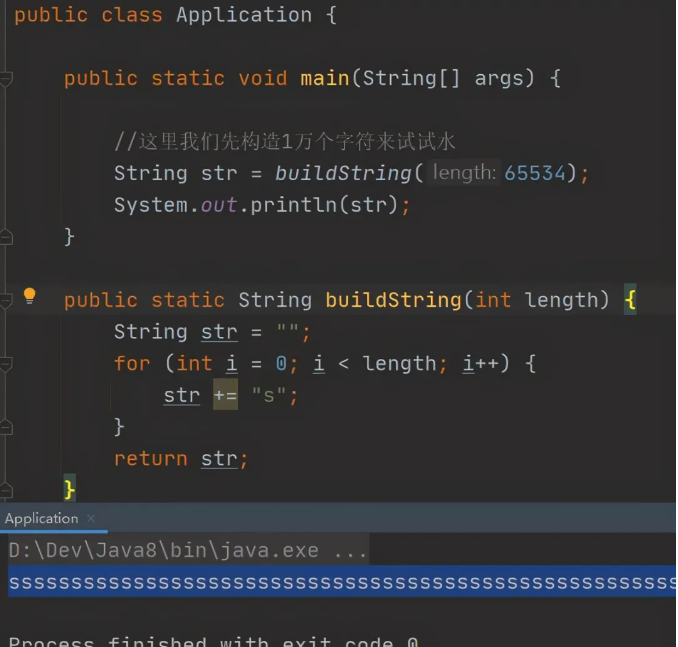 public class Application {
public static void main(String[] args) {
//这里我们先构造1万个字符来试试水
String str = buildString( length: 65534);
System.out.println(str);
}
public static String buildString(int length) {
String str = "";
for (int i = 0; i < length; i++) {
str += "s";
}
return str;
}
Application ×
D:\Dev\Java8\bin\java.exe ...
ssssssssssssssssssssssssssssssssssssssssssssssssssssss
Process finished with exit code 0